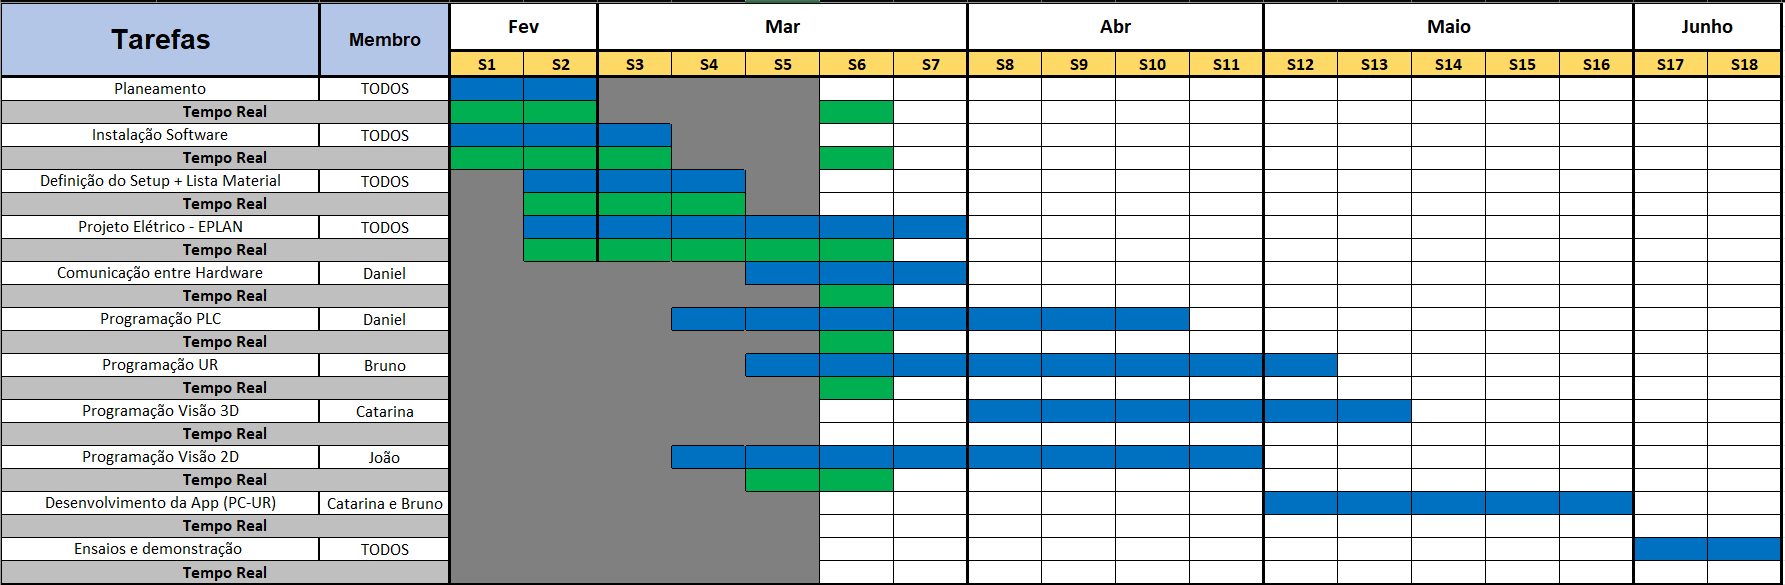 Tarefas Membro Fev Mar Abr Maio Junho
S1 S2 S3 S4 S5 S6 S7 S8 S9 S10 S11 S12 S13 S14 S15 S16 S17 S18
Planeamento TODOS
Tempo Real
Instalação Software TODOS
Tempo Real
Definição do Setup + Lista Material TODOS
Tempo Real
Projeto Elétrico - EPLAN TODOS
Tempo Real
Comunicação entre Hardware Daniel
Tempo Real
Programação PLC Daniel
Tempo Real
Programação UR Bruno
Tempo Real
Programação Visão 3D Catarina
Tempo Real
Programação Visão 2D João
Tempo Real
Desenvolvimento da App (PC-UR) Catarina e Bruno
Tempo Real
Ensaios e demonstração TODOS
Tempo Real